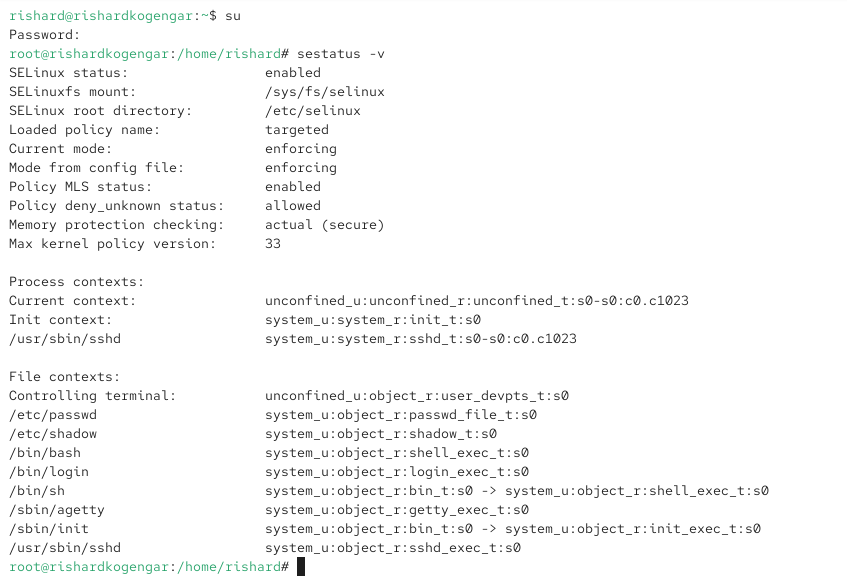 rishard@rishardkogengar:~$ su
Password:
root@rishardkogengar:/home/rishard# sestatus -v
SELinux status:                 enabled
SELinuxfs mount:                /sys/fs/selinux
SELinux root directory:         /etc/selinux
Loaded policy name:             targeted
Current mode:                   enforcing
Mode from config file:          enforcing
Policy MLS status:              enabled
Policy deny_unknown status:     allowed
Memory protection checking:     actual (secure)
Max kernel policy version:      33

Process contexts:
Current context:                unconfined_u:unconfined_r:unconfined_t:s0-s0:c0.c1023
Init context:                   system_u:system_r:init_t:s0
/usr/sbin/sshd                  system_u:system_r:sshd_t:s0-s0:c0.c1023

File contexts:
Controlling terminal:           unconfined_u:object_r:user_devpts_t:s0
/etc/passwd                     system_u:object_r:passwd_file_t:s0
/etc/shadow                     system_u:object_r:shadow_t:s0
/bin/bash                       system_u:object_r:shell_exec_t:s0
/bin/login                      system_u:object_r:login_exec_t:s0
/bin/sh                         system_u:object_r:bin_t:s0 -> system_u:object_r:shell_exec_t:s0
/sbin/agetty                    system_u:object_r:getty_exec_t:s0
/sbin/init                      system_u:object_r:bin_t:s0 -> system_u:object_r:init_exec_t:s0
/usr/sbin/sshd                  system_u:object_r:sshd_exec_t:s0
root@rishardkogengar:/home/rishard#